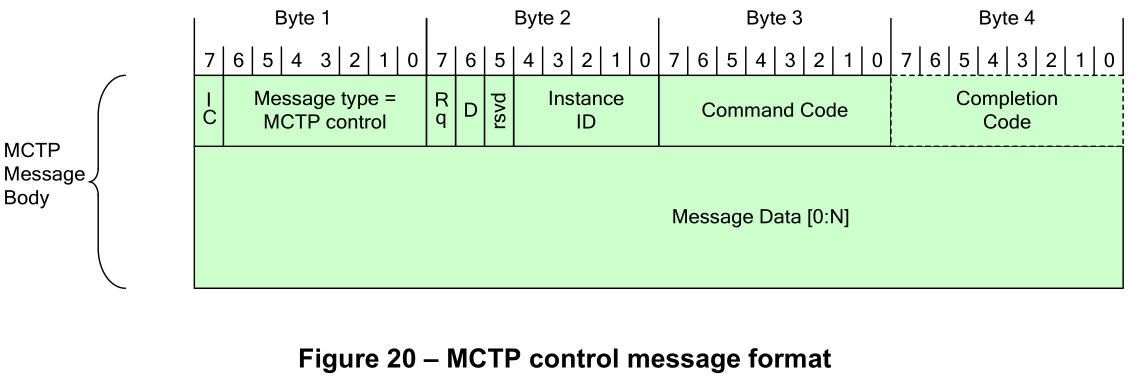 Byte 1 Byte 2 Byte 3 Byte 4
7 6 5 4 3 2 1 0 7 6 5 4 3 2 1 0 7 6 5 4 3 2 1 0 7 6 5 4 3 2 1 0
IC
Message type =
MCTP control
Rq
D
rsvd
Instance
ID
Command Code
Completion
Code
MCTP
Message
Body
Message Data [0:N]
Figure 20 – MCTP control message format